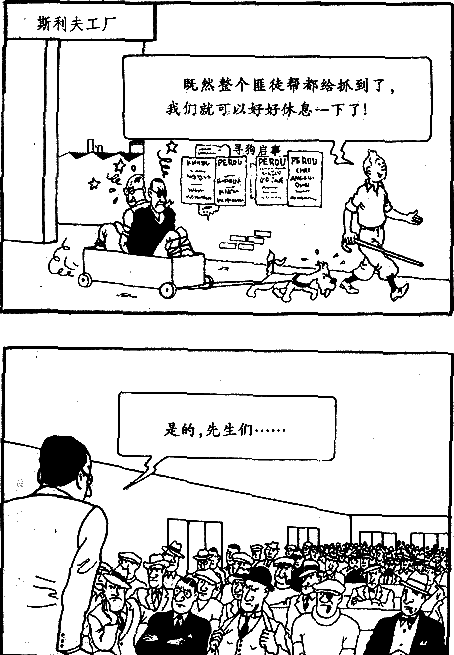 斯利夫工厂
既然整个匪徒帮都给抓到了，
我们就可以好好休息一下了！
寻狗启事
PERDU
PERDU
PERDU
是的，先生们……